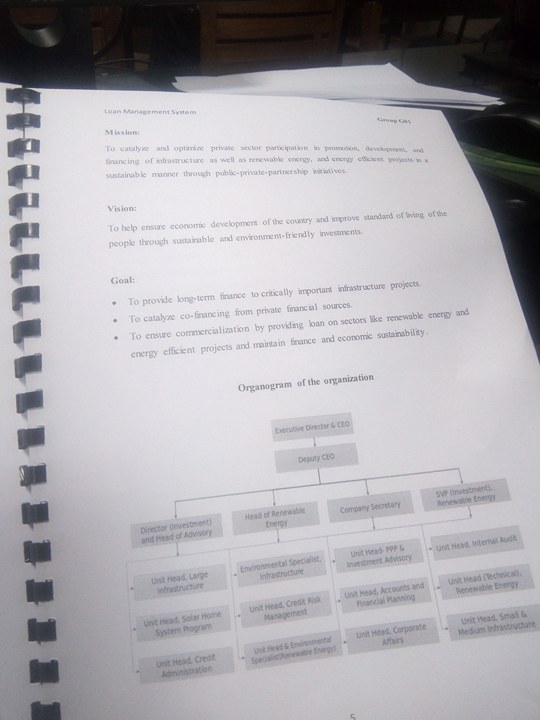 Loan Management System
Group G01
Mission:
To catalyze and optimize private sector participation in promotion, development, and
financing of infrastructure as well as renewable energy, and energy efficient projects in a
sustainable manner through public-private-partnership initiatives.
Vision:
To help ensure economic development of the country and improve standard of living of the
people through sustainable and environment-friendly investments.
Goal:
• To provide long-term finance to critically important infrastructure projects.
• To catalyze co-financing from private financial sources.
• To ensure commercialization by providing loan on sectors like renewable energy and
energy efficient projects and maintain finance and economic sustainability.
Organogram of the organization
Executive Director & CEO
Deputy CEO
Director (Investment)
and Head of Advisory
Head of Renewable
Energy
Company Secretary
SVP (Investment),
Renewable Energy
Unit Head, Large
Infrastructure
Environmental Specialist,
Infrastructure
Unit Head- PPP &
Investment Advisory
Unit Head, Internal Audit
Unit Head, Solar Home
System Program
Unit Head, Credit Risk
Management
Unit Head, Accounts and
Financial Planning
Unit Head (Technical),
Renewable Energy
Unit Head, Credit
Administration
Unit Head & Environmental
Specialist(Renewable Energy)
Unit Head, Corporate
Affairs
Unit Head, Small &
Medium Infrastructure
5